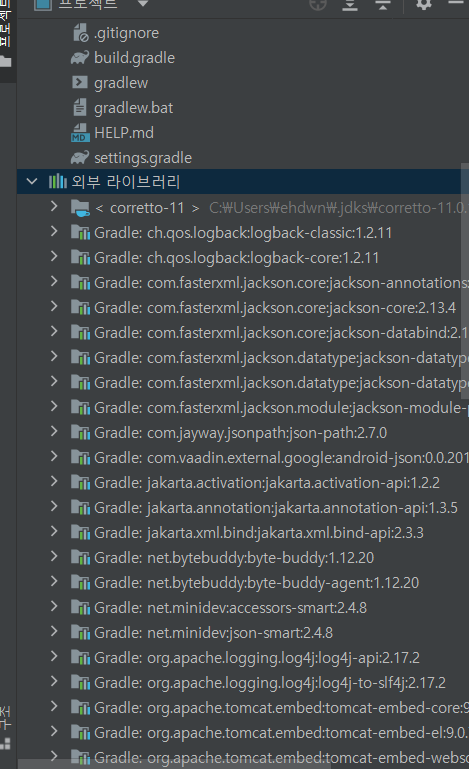 프로젝트
프로젝트
.gitignore
build.gradle
gradlew
gradlew.bat
MD HELP.md
settings.gradle
외부 라이브러리
< corretto-11 > C:₩Users₩ehdwn₩.jdks₩corretto-11.0.
Gradle: ch.qos.logback:logback-classic:1.2.11
Gradle: ch.qos.logback:logback-core:1.2.11
Gradle: com.fasterxml.jackson.core:jackson-annotations:
Gradle: com.fasterxml.jackson.core:jackson-core:2.13.4
Gradle: com.fasterxml.jackson.core:jackson-databind:2.1
Gradle: com.fasterxml.jackson.datatype:jackson-datatype
Gradle: com.fasterxml.jackson.datatype:jackson-datatype
Gradle: com.fasterxml.jackson.module:jackson-module-p
Gradle: com.jayway.jsonpath:json-path:2.7.0
Gradle: com.vaadin.external.google:android-json:0.0.201
Gradle: jakarta.activation:jakarta.activation-api:1.2.2
Gradle: jakarta.annotation:jakarta.annotation-api:1.3.5
Gradle: jakarta.xml.bind:jakarta.xml.bind-api:2.3.3
Gradle: net.bytebuddy:byte-buddy:1.12.20
Gradle: net.bytebuddy:byte-buddy-agent:1.12.20
Gradle: net.minidev:accessors-smart:2.4.8
Gradle: net.minidev:json-smart:2.4.8
Gradle: org.apache.logging.log4j:log4j-api:2.17.2
Gradle: org.apache.logging.log4j:log4j-to-slf4j:2.17.2
Gradle: org.apache.tomcat.embed:tomcat-embed-core:9
Gradle: org.apache.tomcat.embed:tomcat-embed-el:9.0.
Gradle: org.apache.tomcat.embed:tomcat-embed-webso
구조